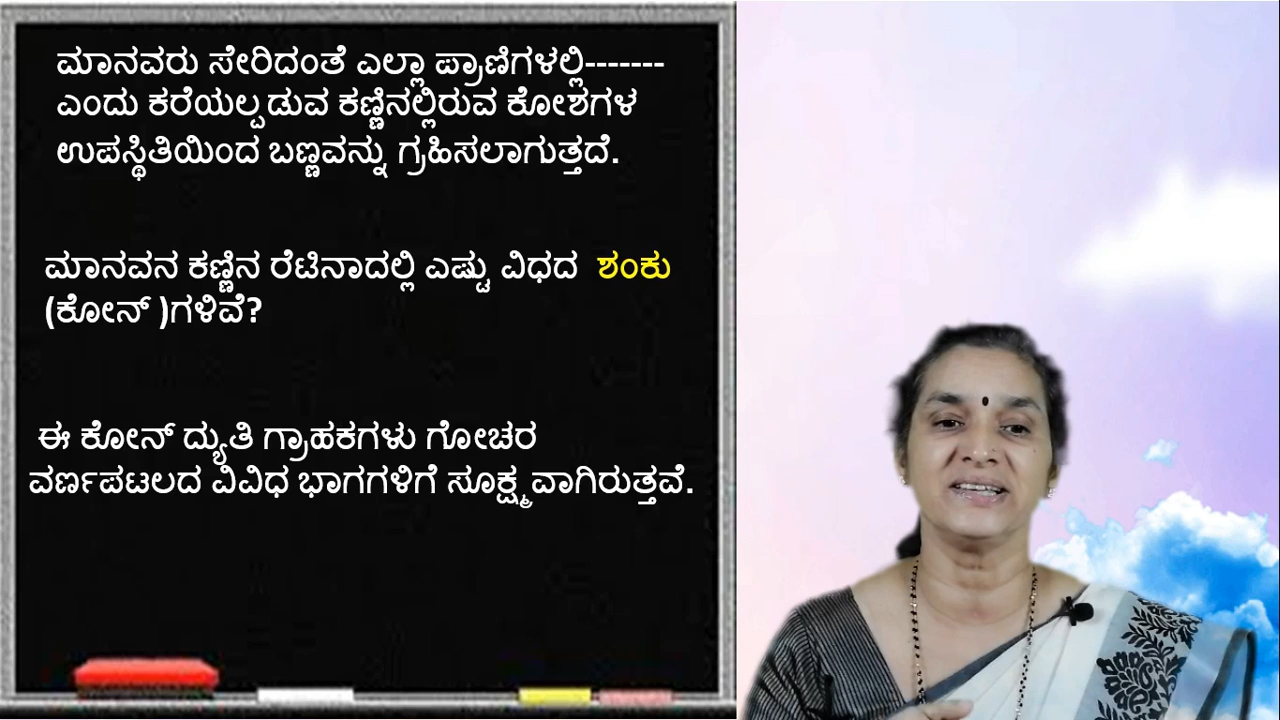 ಮಾನವರು ಸೇರಿದಂತೆ ಎಲ್ಲಾ ಪ್ರಾಣಿಗಳಲ್ಲಿ-------
ಎಂದು ಕರೆಯಲ್ಪಡುವ ಕಣ್ಣಿನಲ್ಲಿರುವ ಕೋಶಗಳ
ಉಪಸ್ಥಿತಿಯಿಂದ ಬಣ್ಣವನ್ನು ಗ್ರಹಿಸಲಾಗುತ್ತದೆ.
ಮಾನವನ ಕಣ್ಣಿನ ರೆಟಿನಾದಲ್ಲಿ ಎಷ್ಟು ವಿಧದ ಶಂಕು
(ಕೋನ್ )ಗಳಿವೆ?
ಈ ಕೋನ್ ದ್ಯುತಿ ಗ್ರಾಹಕಗಳು ಗೋಚರ
ವರ್ಣಪಟಲದ ವಿವಿಧ ಭಾಗಗಳಿಗೆ ಸೂಕ್ಷ್ಮವಾಗಿರುತ್ತವೆ.